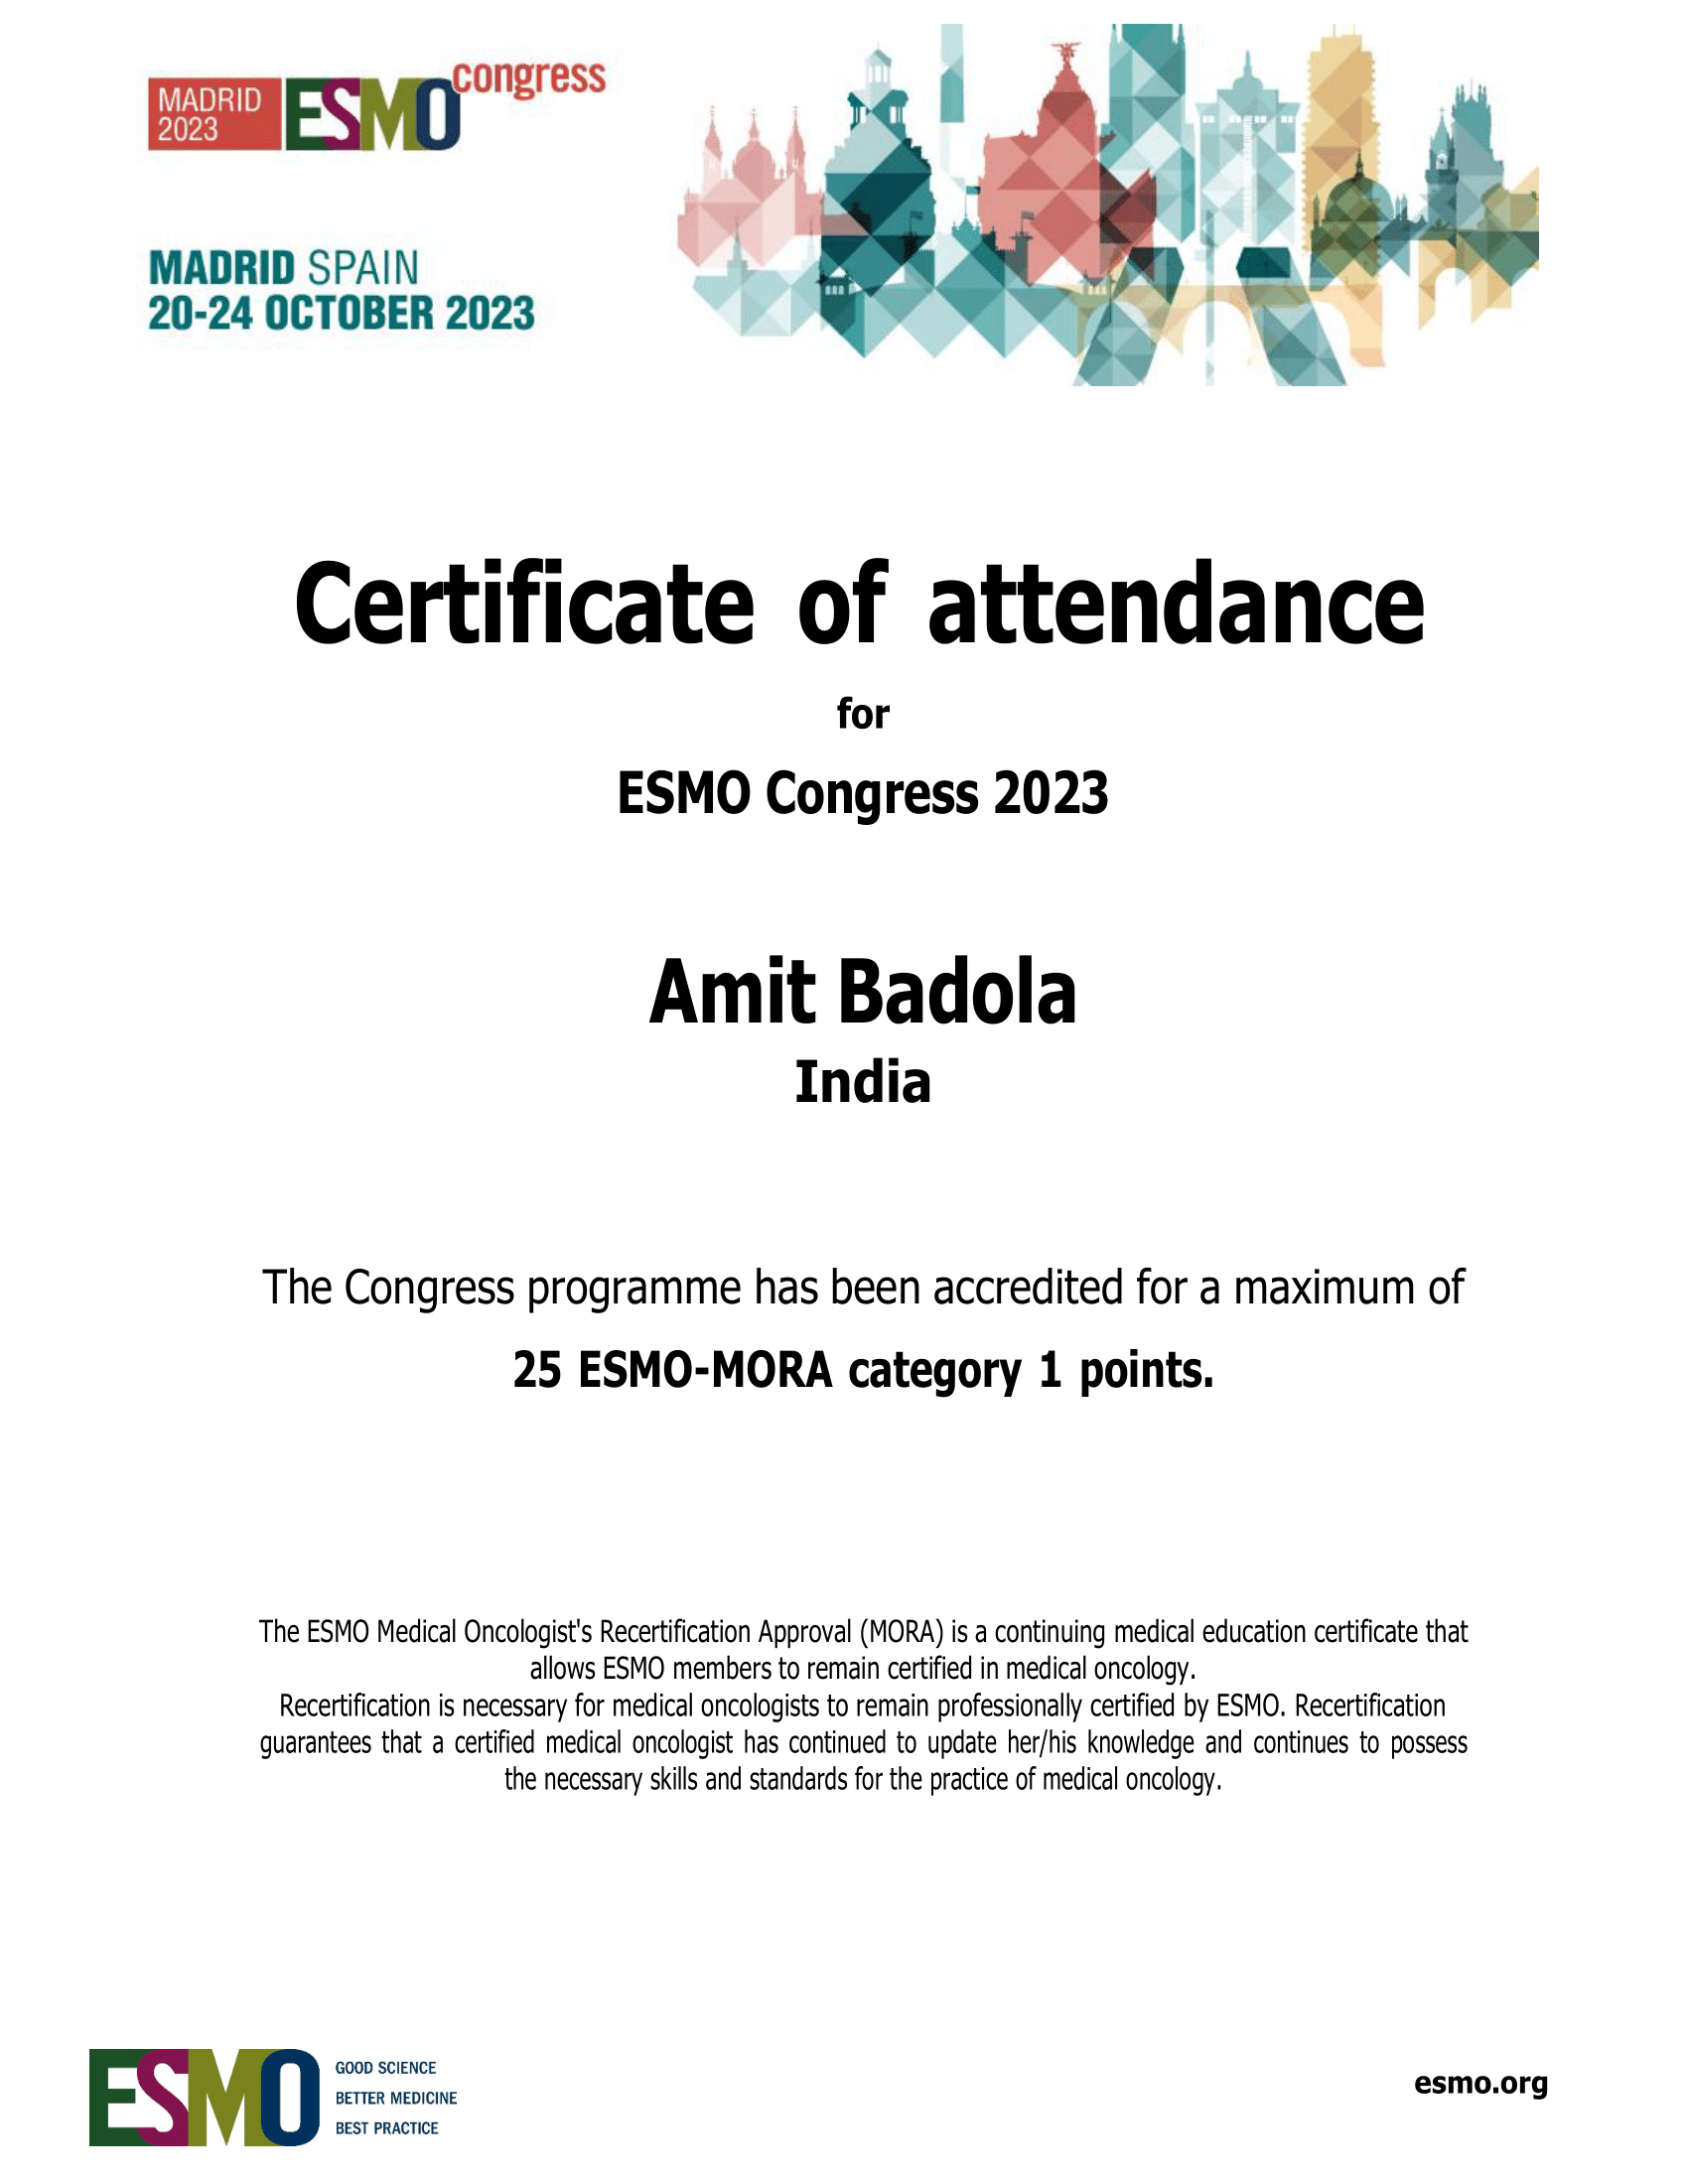 MADRID
2023
ESMO congress
MADRID SPAIN
20-24 OCTOBER 2023
Certificate of attendance
for
ESMO Congress 2023
Amit Badola
India
The Congress programme has been accredited for a maximum of
25 ESMO-MORA category 1 points.
The ESMO Medical Oncologist's Recertification Approval (MORA) is a continuing medical education certificate that
allows ESMO members to remain certified in medical oncology.
Recertification is necessary for medical oncologists to remain professionally certified by ESMO. Recertification
guarantees that a certified medical oncologist has continued to update her/his knowledge and continues to possess
the necessary skills and standards for the practice of medical oncology.
ESMO
GOOD SCIENCE
BETTER MEDICINE
BEST PRACTICE
esmo.org